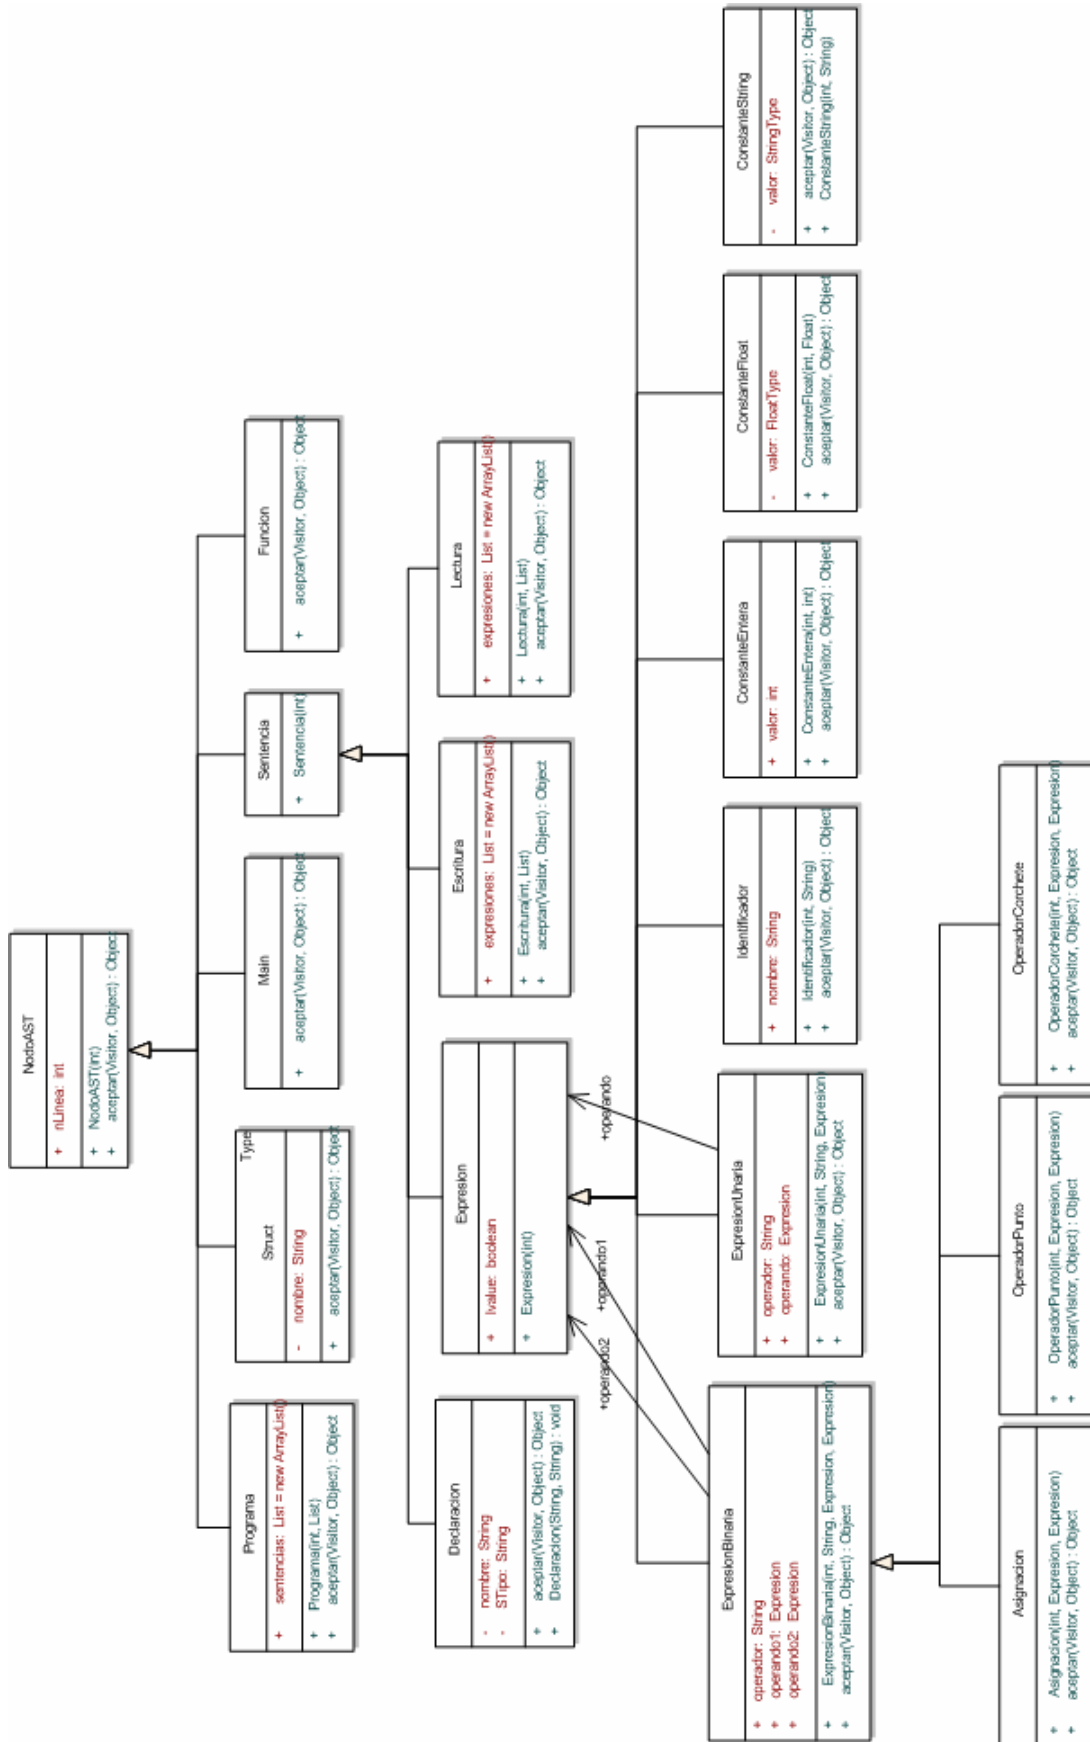 NodoAST
+ nLinea: int
+ NodoAST(int)
+ aceptar(Visitor, Object) : Object
Programa
+ sentencias: List = new ArrayList()
+ Programa(int, List)
+ aceptar(Visitor, Object) : Object
Type
Struct
- nombre: String
+ aceptar(Visitor, Object) : Object
Main
+ aceptar(Visitor, Object) : Object
Sentencia
+ Sentencia(int)
Funcion
+ aceptar(Visitor, Object) : Object
Declaracion
- nombre: String
- STipo: String
+ aceptar(Visitor, Object) : Object
+ Declaracion(String, String) : void
Expresion
+ lvalue: boolean
+ Expresion(int)
Escritura
+ expresiones: List = new ArrayList()
+ Escritura(int, List)
+ aceptar(Visitor, Object) : Object
Lectura
+ expresiones: List = new ArrayList()
+ Lectura(int, List)
+ aceptar(Visitor, Object) : Object
+operando2
+operando1
+operando
ExpresionBinaria
+ operador: String
+ operando1: Expresion
+ operando2: Expresion
+ ExpresionBinaria(int, String, Expresion, Expresion)
+ aceptar(Visitor, Object) : Object
ExpresionUnaria
+ operador: String
+ operando: Expresion
+ ExpresionUnaria(int, String, Expresion)
+ aceptar(Visitor, Object) : Object
Identificador
+ nombre: String
+ Identificador(int, String)
+ aceptar(Visitor, Object) : Object
ConstanteEntera
+ valor: int
+ ConstanteEntera(int, int)
+ aceptar(Visitor, Object) : Object
ConstanteFloat
- valor: FloatType
+ ConstanteFloat(int, Float)
+ aceptar(Visitor, Object) : Object
ConstanteString
- valor: StringType
+ aceptar(Visitor, Object) : Object
+ ConstanteString(int, String)
Asignacion
+ Asignacion(int, Expresion, Expresion)
+ aceptar(Visitor, Object) : Object
OperadorPunto
+ OperadorPunto(int, Expresion, Expresion)
+ aceptar(Visitor, Object) : Object
OperadorCorchete
+ OperadorCorchete(int, Expresion, Expresion)
+ aceptar(Visitor, Object) : Object